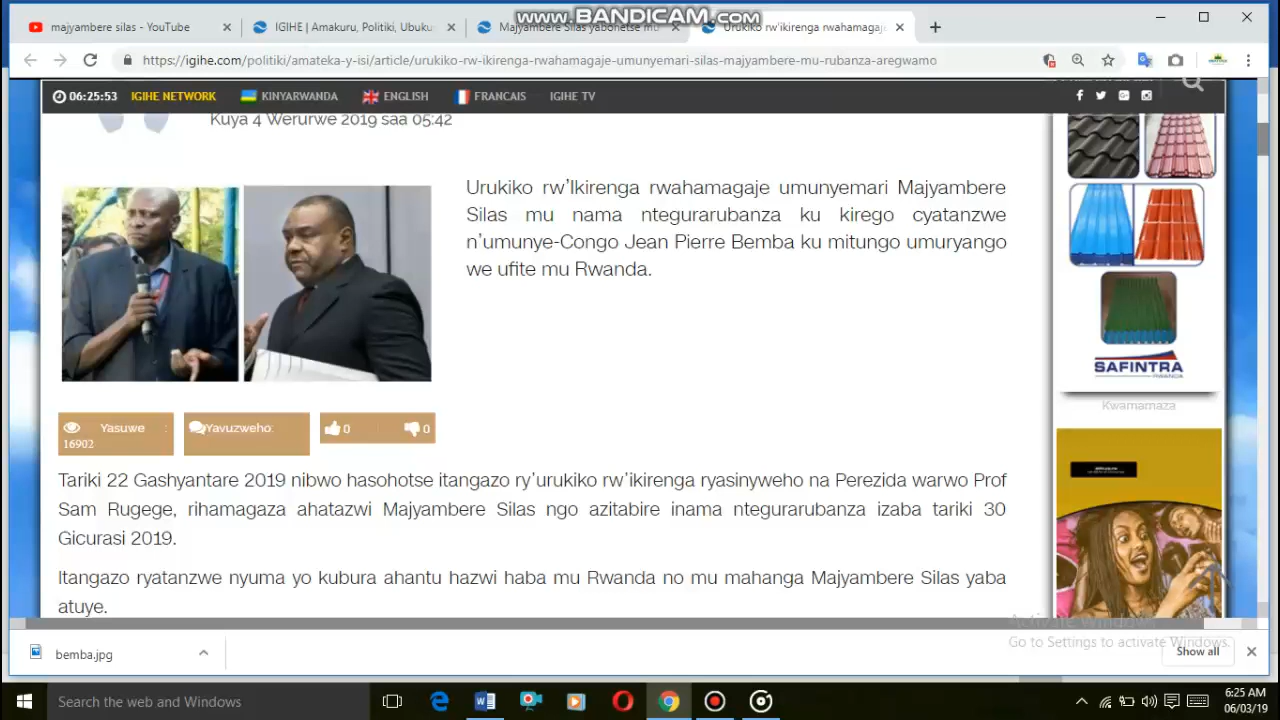 www.BANDICAM.com
majyambere silas - YouTube
IGIHE | Amakuru, Politiki, Ubukun
Majyambere Silas yabonetse mu
Urukiko rw'ikirenga rwahamagaje
https://igihe.com/politiki/amateka-y-isi/article/urukiko-rw-ikirenga-rwahamagaje-umunyemari-silas-majyambere-mu-rubanza-aregwamo
06:25:53 IGIHE NETWORK KINYARWANDA ENGLISH FRANCAIS IGIHE TV
Kuya 4 Werurwe 2019 saa 05:42
Urukiko rw'Ikirenga rwahamagaje umunyemari Majyambere
Silas mu nama ntegurarubanza ku kirego cyatanzwe
n'umunye-Congo Jean Pierre Bemba ku mitungo umuryango
we ufite mu Rwanda.
SAFINTRA
RWANDA
Kwamamaza
Yasuwe :
16902
Yavuzweho:
0
0
Tariki 22 Gashyantare 2019 nibwo hasohotse itangazo ry'urukiko rw'ikirenga ryasinyweho na Perezida warwo Prof
Sam Rugege, rihamagaza ahatazwi Majyambere Silas ngo azitabire inama ntegurarubanza izaba tariki 30
Gicurasi 2019.
Itangazo ryatanzwe nyuma yo kubura ahantu hazwi haba mu Rwanda no mu mahanga Majyambere Silas yaba
atuye.
Activate Windows
Go to Settings to activate Windows.
bemba.jpg
Show all
Search the web and Windows
6:25 AM
06/03/19